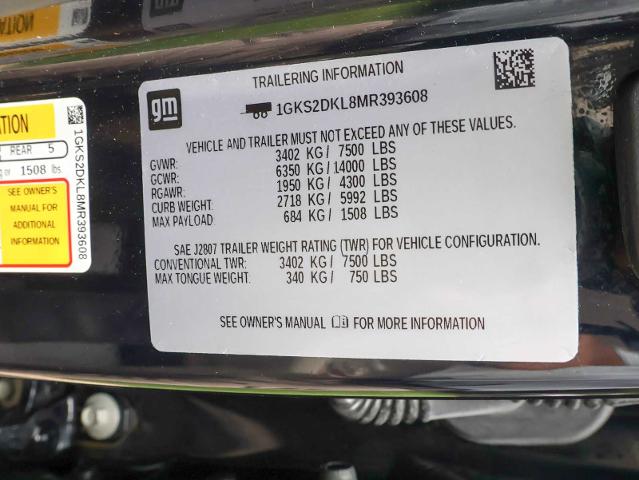 TRAILERING INFORMATION
gm
1GKS2DKL8MR393608
VEHICLE AND TRAILER MUST NOT EXCEED ANY OF THESE VALUES.
GVWR: 3402 KG / 7500 LBS
GCWR: 6350 KG / 14000 LBS
RGAWR: 1950 KG / 4300 LBS
CURB WEIGHT: 2718 KG / 5992 LBS
MAX PAYLOAD: 684 KG / 1508 LBS
SAE J2807 TRAILER WEIGHT RATING (TWR) FOR VEHICLE CONFIGURATION.
CONVENTIONAL TWR: 3402 KG / 7500 LBS
MAX TONGUE WEIGHT: 340 KG / 750 LBS
SEE OWNER'S MANUAL FOR MORE INFORMATION
REAR 5
or 1508 lbs.
SEE OWNER'S
MANUAL FOR
ADDITIONAL
INFORMATION
1GKS2DKL8MR393608